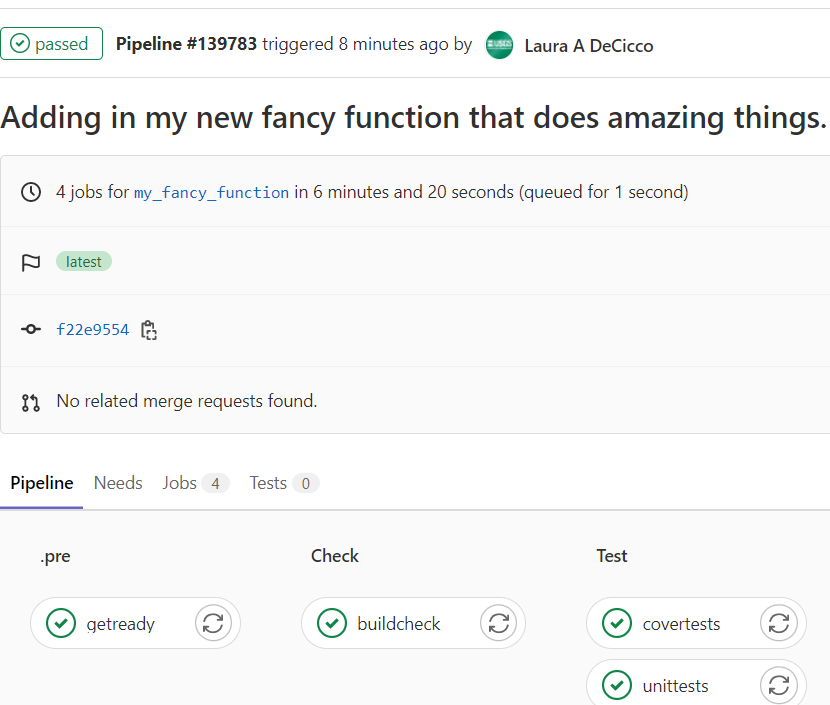 passed Pipeline #139783 triggered 8 minutes ago by Laura A DeCicco
Adding in my new fancy function that does amazing things.
4 jobs for my_fancy_function in 6 minutes and 20 seconds (queued for 1 second)
latest
f22e9554
No related merge requests found.
Pipeline Needs Jobs 4 Tests 0
.pre Check Test
getready buildcheck covertests
unittests